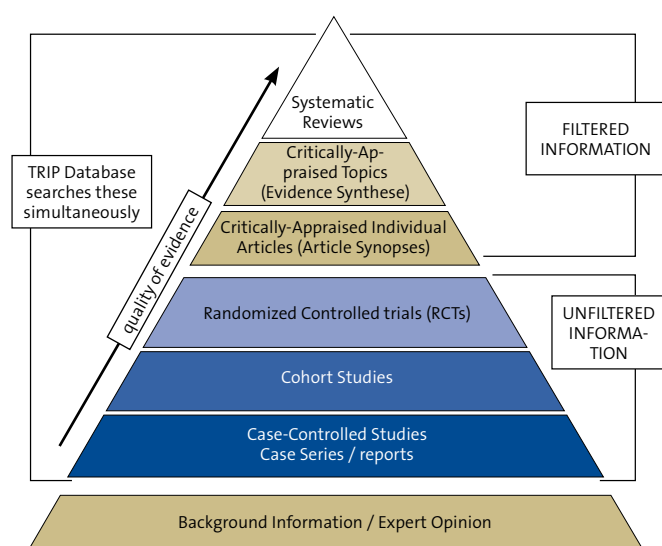 Systematic
Reviews
Critically-Ap-
praised Topics
(Evidence Synthese)
Critically-Appraised Individual
Articles (Article Synopses)
Randomized Controlled trials (RCTs)
Cohort Studies
Case-Controlled Studies
Case Series / reports
Background Information / Expert Opinion
TRIP Database
searches these
simultaneously
quality of evidence
FILTERED
INFORMATION
UNFILTERED
INFORMA-
TION